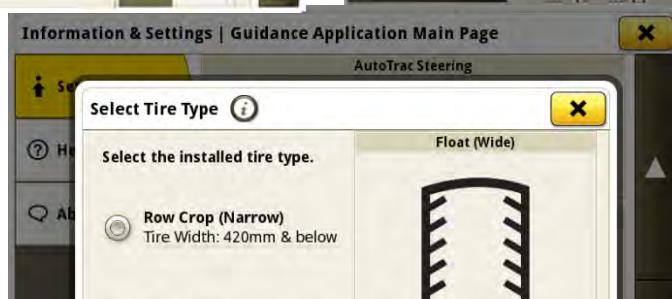 Information & Settings | Guidance Application Main Page
AutoTrac Steering
Select Tire Type
Float (Wide)
Select the installed tire type.
Row Crop (Narrow)
Tire Width: 420mm & below